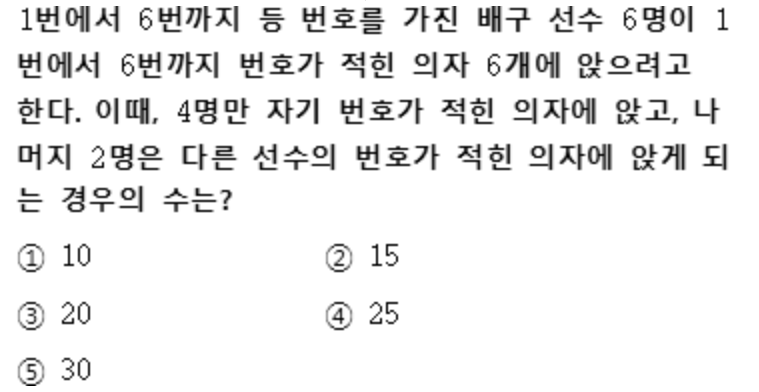 1번에서 6번까지 등 번호를 가진 배구 선수 6명이 1
번에서 6번까지 번호가 적힌 의자 6개에 앉으려고
한다. 이때, 4명만 자기 번호가 적힌 의자에 앉고, 나
머지 2명은 다른 선수의 번호가 적힌 의자에 앉게 되
는 경우의 수는?
① 10 ② 15
③ 20 ④ 25
⑤ 30